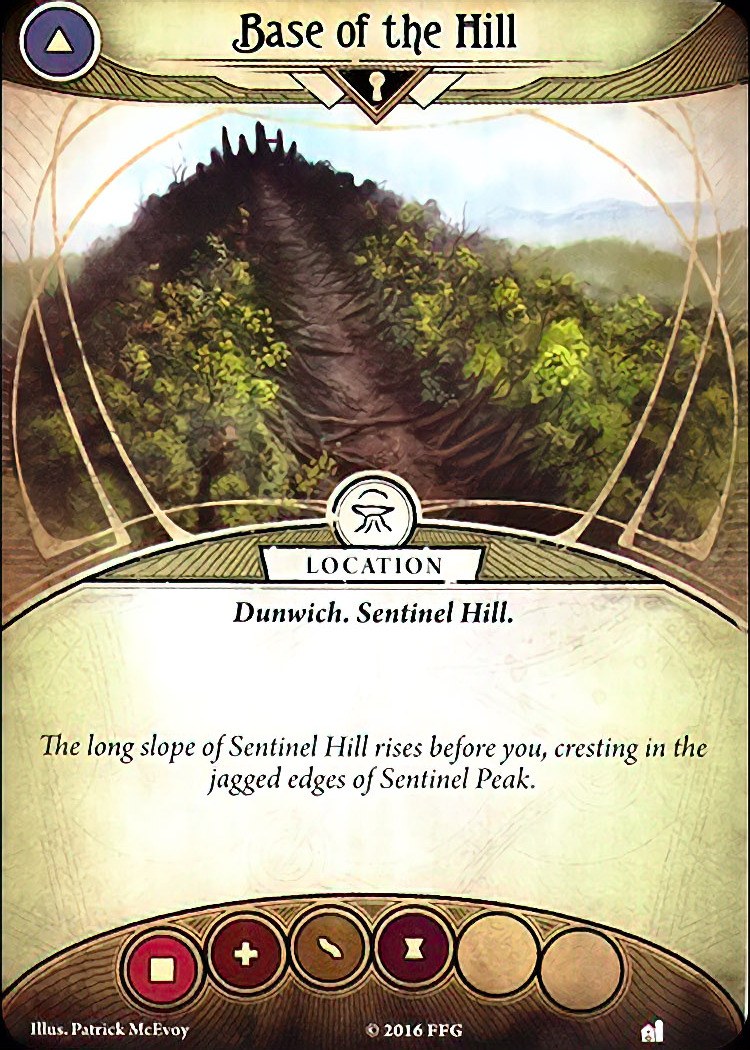 Base of the Hill
LOCATION
Dunwich. Sentinel Hill.
The long slope of Sentinel Hill rises before you, cresting in the
jagged edges of Sentinel Peak.
Illus. Patrick McEvoy
© 2016 FFG